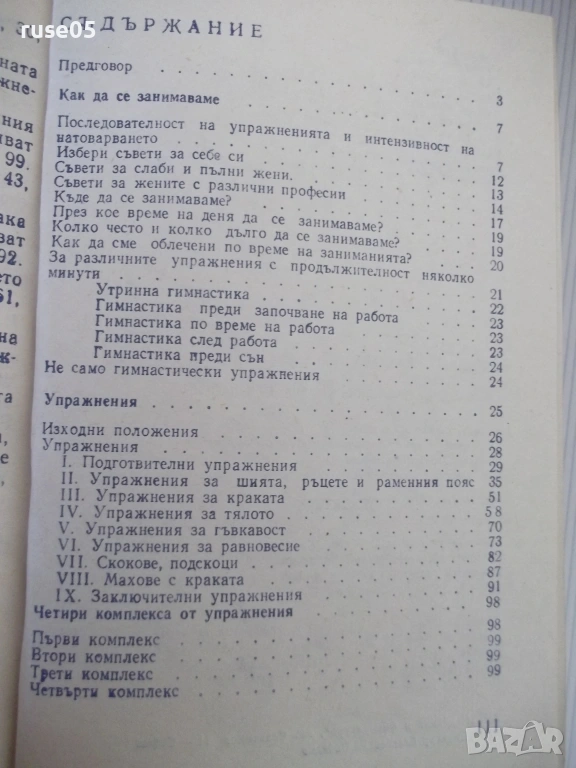 ruse05
СЪДЪРЖАНИЕ
Предговор . . . 3
Как да се занимаваме . . . 7
Последователност на упражненията и интензивност на
натоварването . . . 7
Избери съвети за себе си . . . 12
Съвети за слаби и пълни жени. . . . 13
Съвети за жените с различни професии . . . 14
Къде да се занимаваме? . . . 17
През кое време на деня да се занимаваме? . . . 19
Колко често и колко дълго да се занимаваме? . . . 19
Как да сме облечени по време на заниманията? . . . 20
За различните упражнения с продължителност няколко
минути . . . 21
Утринна гимнастика . . . 22
Гимнастика преди започване на работа . . . 23
Гимнастика по време на работа . . . 23
Гимнастика след работа . . . 23
Гимнастика преди сън . . . 24
Не само гимнастически упражнения . . . 24
Упражнения . . . 25
Изходни положения . . . 26
Упражнения . . . 28
I. Подготвителни упражнения . . . 29
II. Упражнения за шията, ръцете и раменния пояс 35
III. Упражнения за краката . . . 51
IV. Упражнения за тялото . . . 58
V. Упражнения за гъвкавост . . . 70
VI. Упражнения за равновесие . . . 73
VII. Скокове, подскоци . . . 82
VIII. Махове с краката . . . 87
IX. Заключителни упражнения . . . 91
Четири комплекса от упражнения . . . 98
Първи комплекс . . . 98
Втори комплекс . . . 99
Трети комплекс . . . 99
Четвърти комплекс . . . 99
111
BAZAR